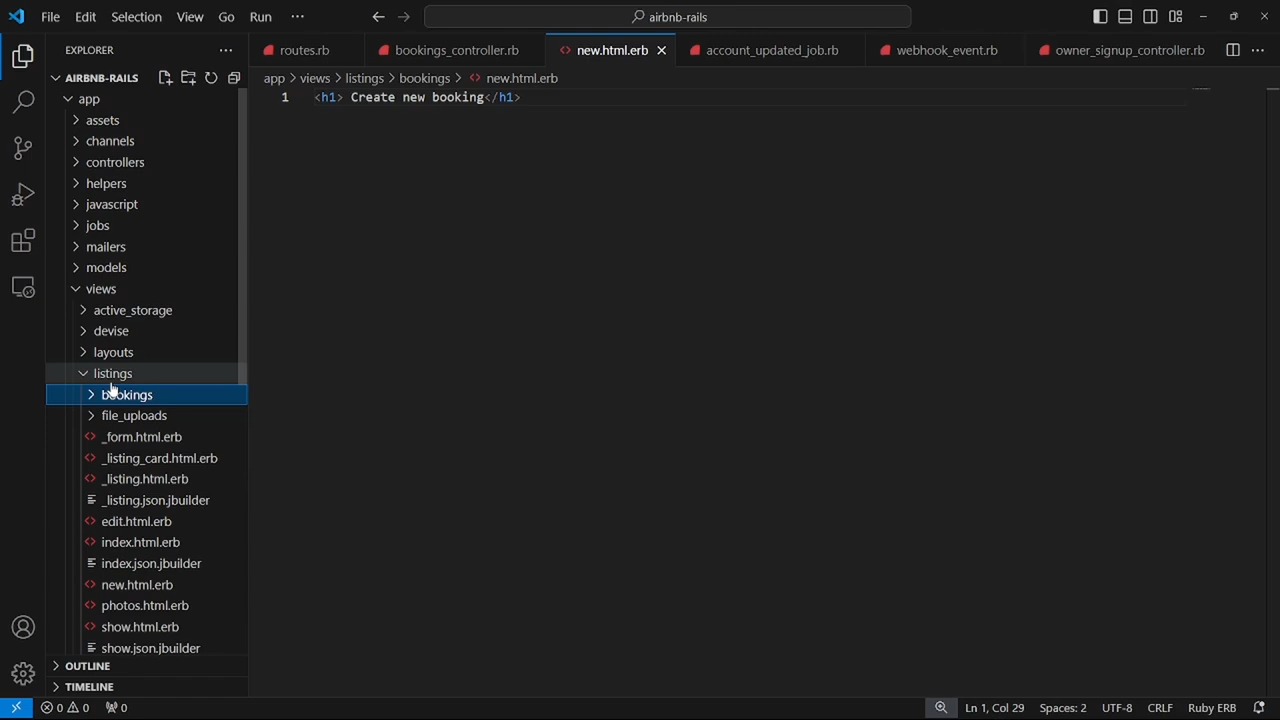 File Edit Selection View Go Run ··· airbnb-rails
EXPLORER ···
routes.rb bookings_controller.rb <> new.html.erb account_updated_job.rb webhook_event.rb owner_signup_controller.rb ···
AIRBNB-RAILS
app > views > listings > bookings > <> new.html.erb
1 <h1> Create new booking</h1>
app
assets
channels
controllers
helpers
javascript
jobs
mailers
models
views
active_storage
devise
layouts
listings
bookings
file_uploads
<> _form.html.erb
<> _listing_card.html.erb
<> _listing.html.erb
_listing.json.jbuilder
<> edit.html.erb
<> index.html.erb
index.json.jbuilder
<> new.html.erb
<> photos.html.erb
<> show.html.erb
show.json.jbuilder
OUTLINE
TIMELINE
0 0 0 Ln 1, Col 29 Spaces: 2 UTF-8 CRLF Ruby ERB